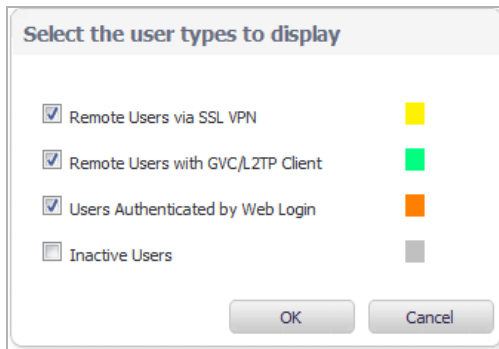 Select the user types to display
Remote Users via SSL VPN
Remote Users with GVC/L2TP Client
Users Authenticated by Web Login
Inactive Users
OK Cancel